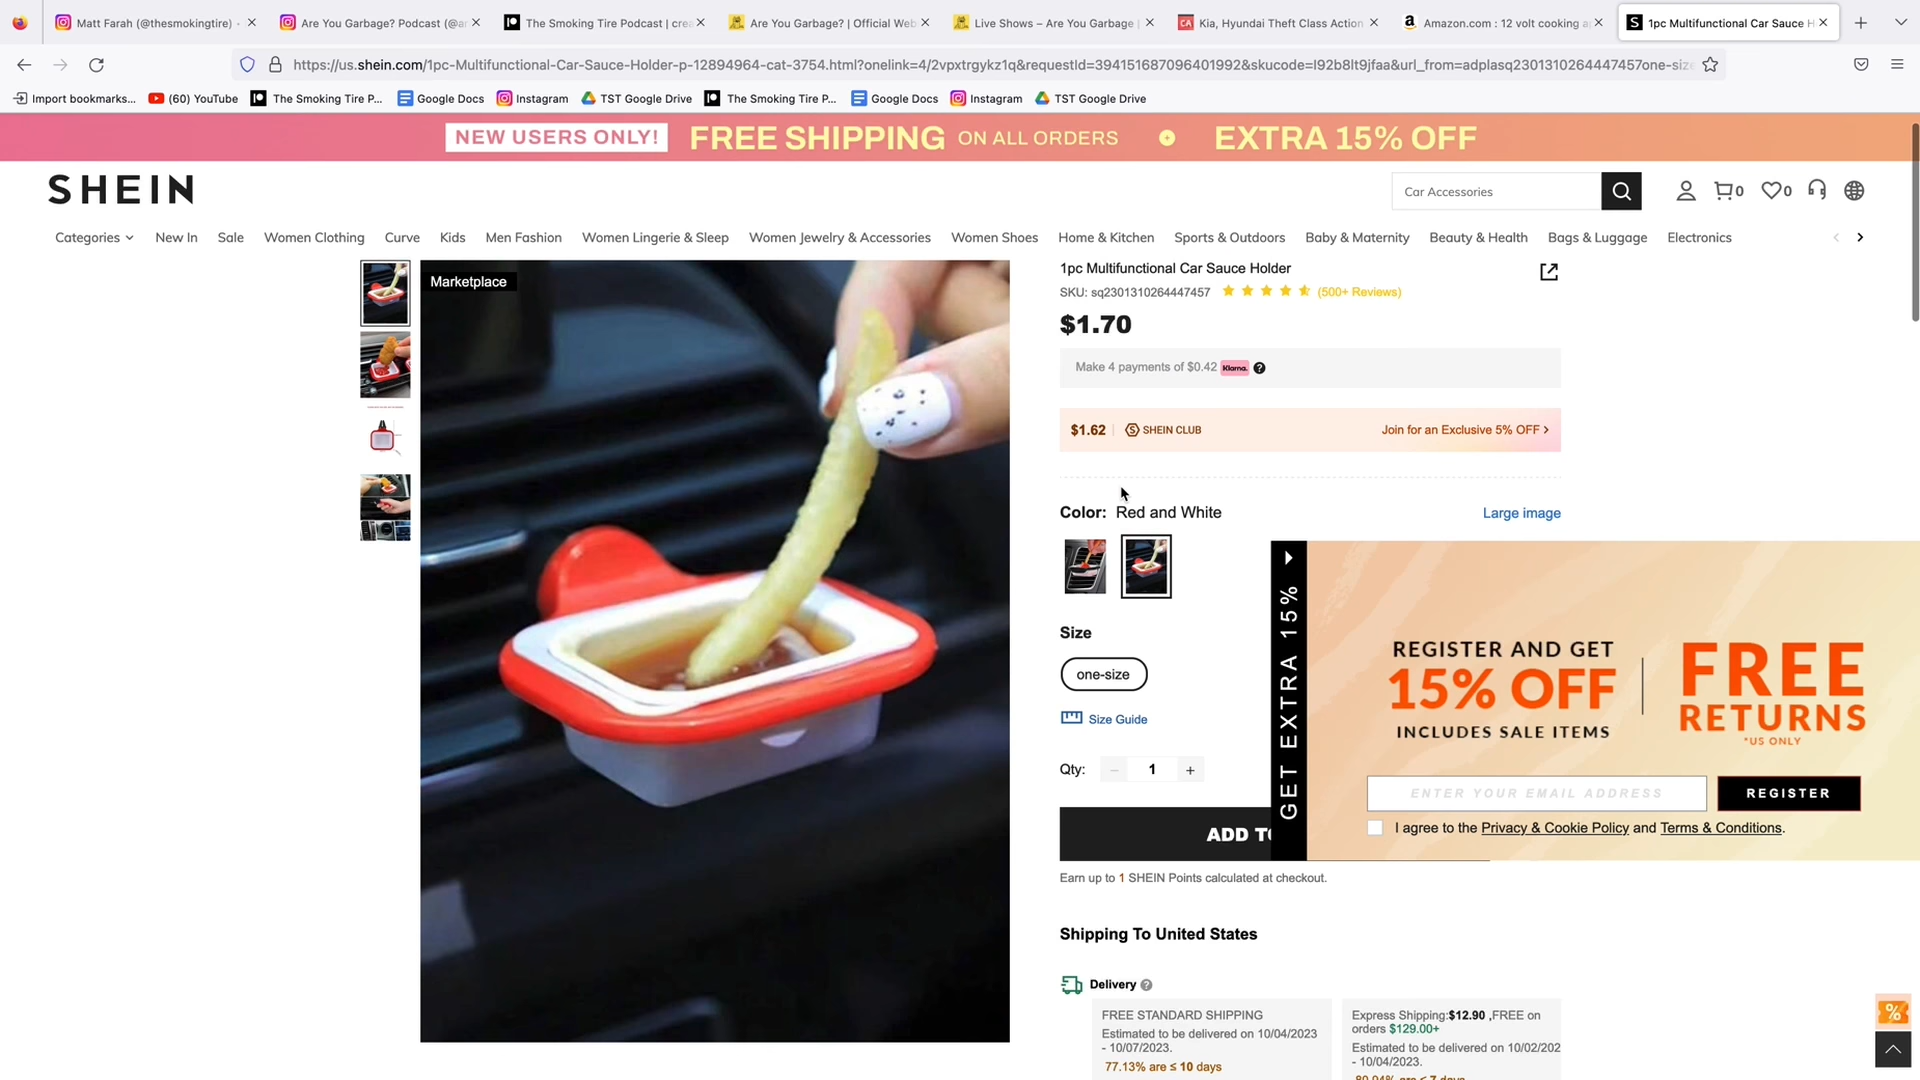 Matt Farah (@thesmokingtire) -
Are You Garbage? Podcast (@ar
The Smoking Tire Podcast | crea
Are You Garbage? | Official Web
Live Shows – Are You Garbage |
Kia, Hyundai Theft Class Action
Amazon.com : 12 volt cooking a
1pc Multifunctional Car Sauce H
https://us.shein.com/1pc-Multifunctional-Car-Sauce-Holder-p-12894964-cat-3754.html?onelink=4/2vpxtrgykz1q&requestId=394151687096401992&skucode=I92b8lt9jfaa&url_from=adplasq2301310264447457one-size
Import bookmarks...
(60) YouTube
The Smoking Tire P...
Google Docs
Instagram
TST Google Drive
The Smoking Tire P...
Google Docs
Instagram
TST Google Drive
NEW USERS ONLY! FREE SHIPPING ON ALL ORDERS EXTRA 15% OFF
SHEIN
Car Accessories
0
0
Categories New In Sale Women Clothing Curve Kids Men Fashion Women Lingerie & Sleep Women Jewelry & Accessories Women Shoes Home & Kitchen Sports & Outdoors Baby & Maternity Beauty & Health Bags & Luggage Electronics
Marketplace
1pc Multifunctional Car Sauce Holder
SKU: sq2301310264447457 (500+ Reviews)
$1.70
Make 4 payments of $0.42 Klarna. ?
$1.62 S SHEIN CLUB Join for an Exclusive 5% OFF >
Color: Red and White Large image
Size
one-size
Size Guide
Qty: − 1 +
ADD TO
Earn up to 1 SHEIN Points calculated at checkout.
GET EXTRA 15%
REGISTER AND GET
15% OFF
INCLUDES SALE ITEMS
FREE
RETURNS
*US ONLY
ENTER YOUR EMAIL ADDRESS
REGISTER
I agree to the Privacy & Cookie Policy and Terms & Conditions.
Shipping To United States
Delivery ?
FREE STANDARD SHIPPING
Estimated to be delivered on 10/04/2023
- 10/07/2023.
77.13% are ≤ 10 days
Express Shipping:$12.90 ,FREE on
orders $129.00+
Estimated to be delivered on 10/02/202
- 10/04/2023.
%